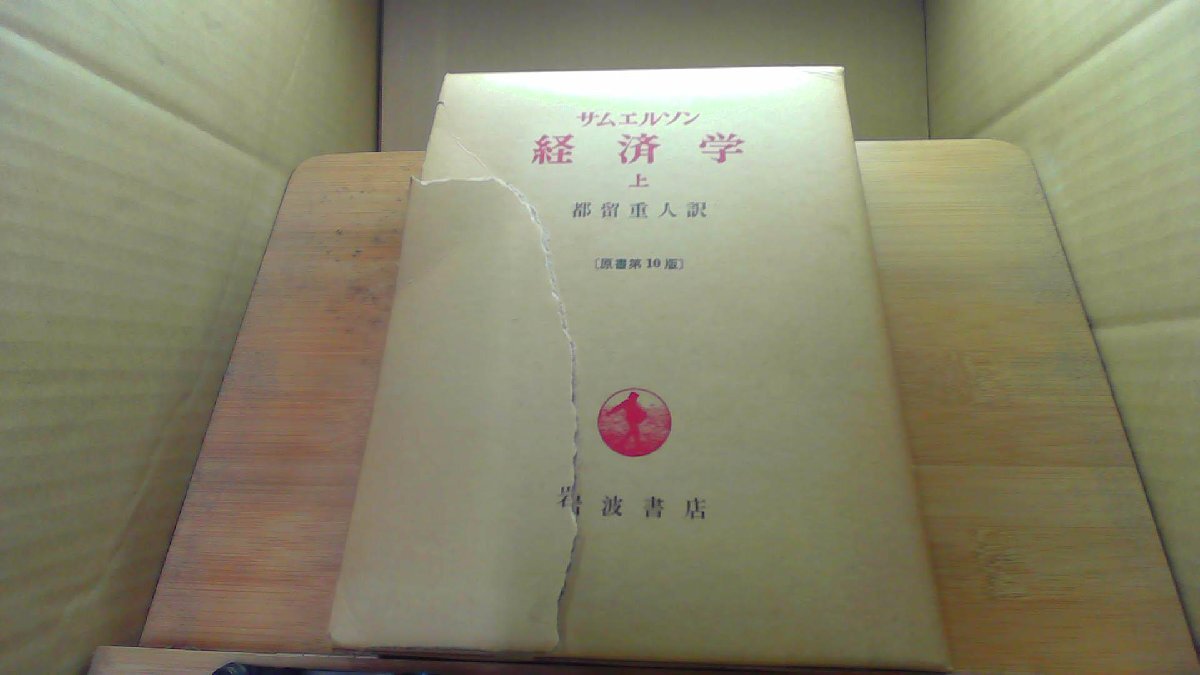 サムエルソン
経済学
上
都留重人訳
〔原書第10版〕
岩波書店